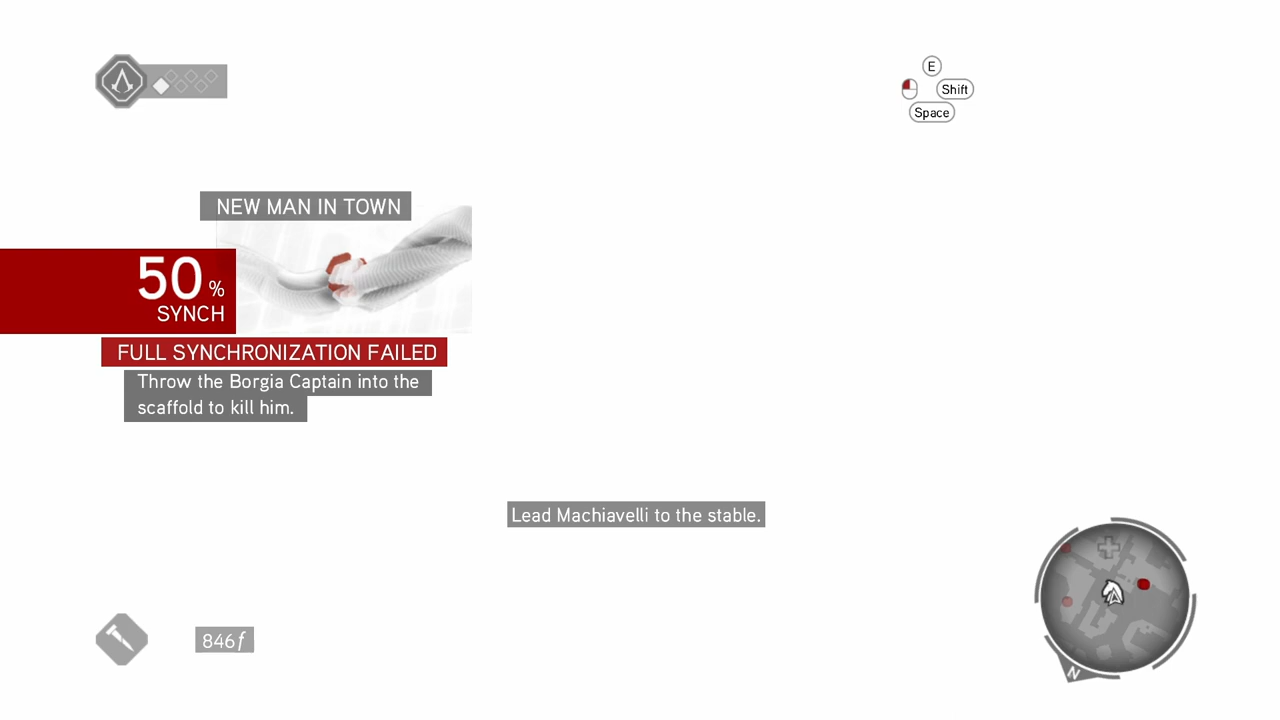 E
Shift
Space
NEW MAN IN TOWN
50 %
SYNCH
FULL SYNCHRONIZATION FAILED
Throw the Borgia Captain into the
scaffold to kill him.
Lead Machiavelli to the stable.
846ƒ
N